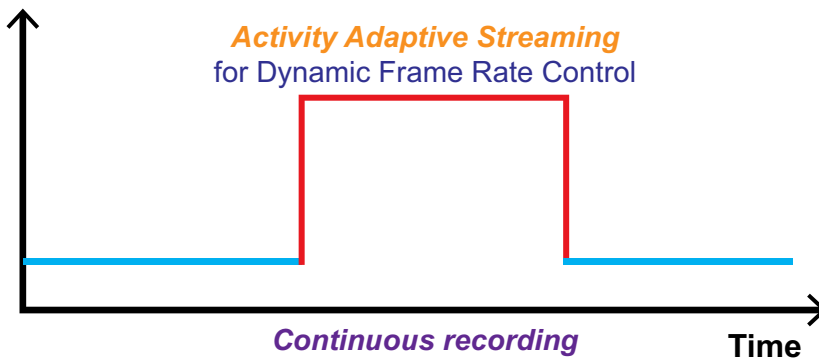 Activity Adaptive Streaming
for Dynamic Frame Rate Control
Continuous recording
Time